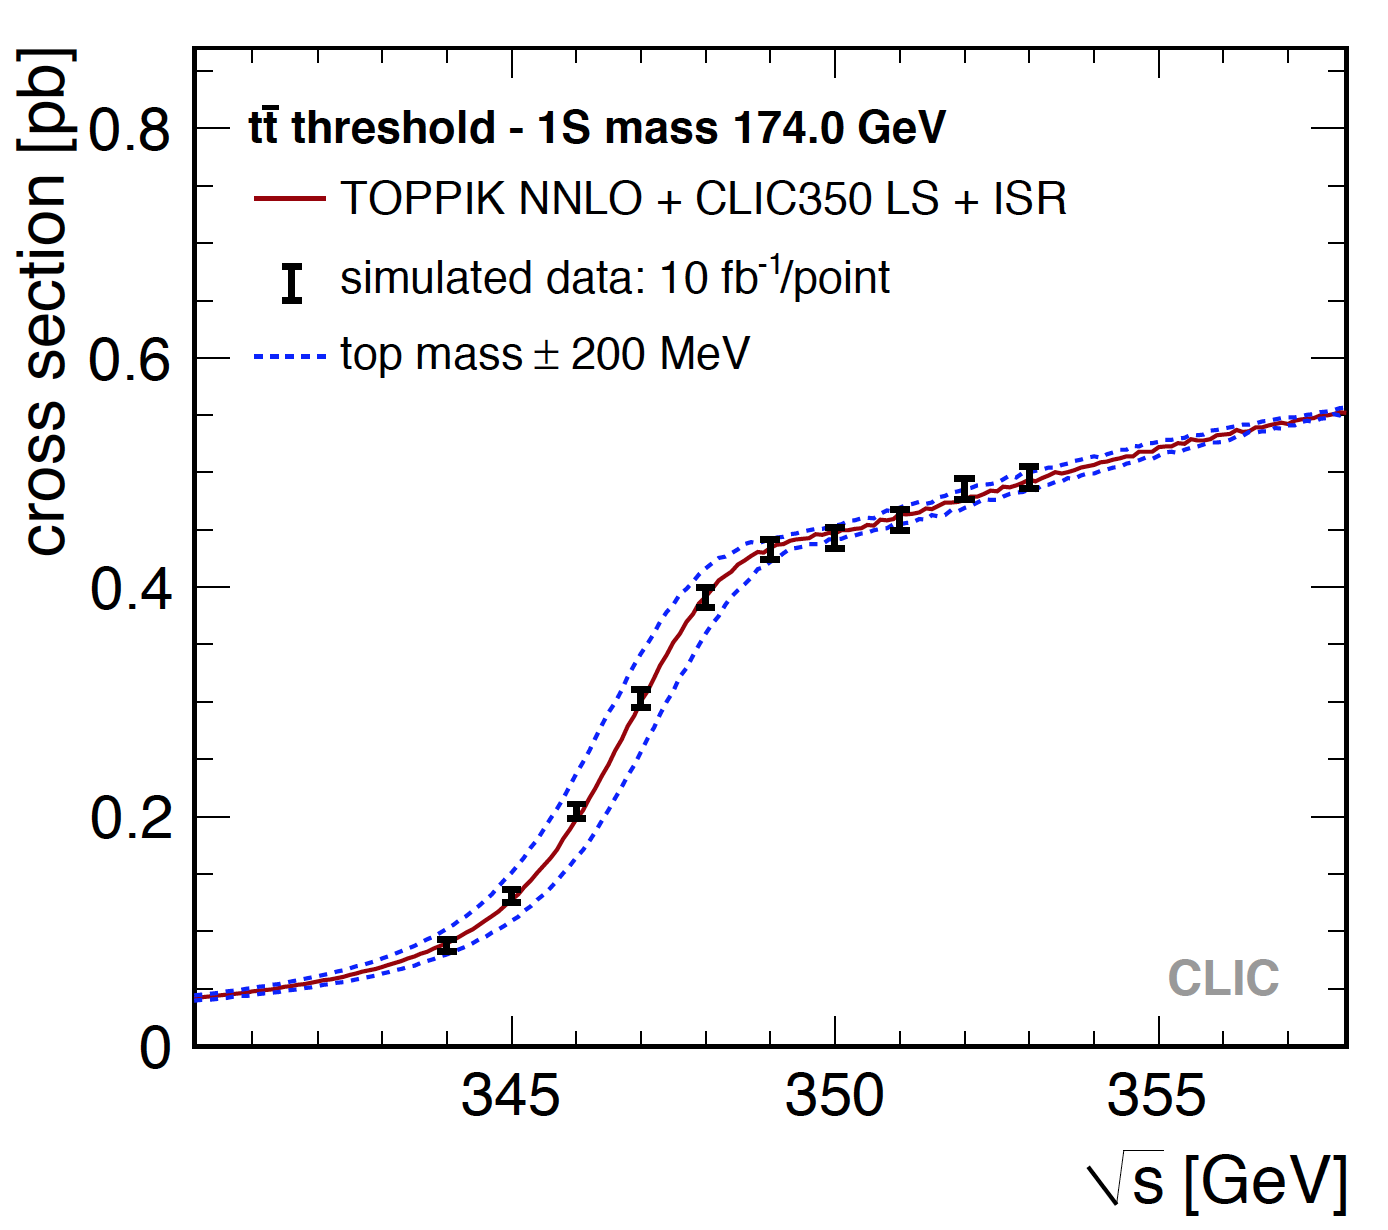 cross section [pb]
0.8
0.6
0.4
0.2
0
tt̄ threshold - 1S mass 174.0 GeV
TOPPIK NNLO + CLIC350 LS + ISR
simulated data: 10 fb⁻¹/point
top mass ± 200 MeV
CLIC
345 350 355
√s [GeV]